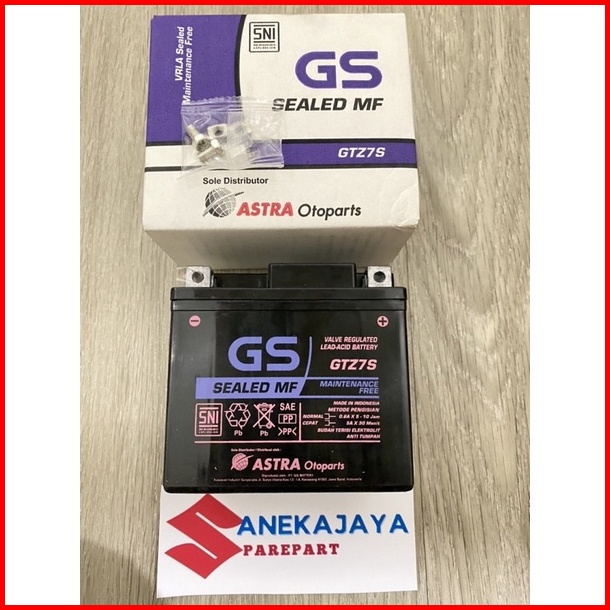 SNI
VRLA Sealed
Maintenance Free
GS
SEALED MF
GTZ7S
Sole Distributor
ASTRA Otoparts
GS
VALVE REGULATED
LEAD-ACID BATTERY
GTZ7S
SEALED MF
MAINTENANCE
FREE
SNI
Pb
Pb
SAE
PP
>PP<
MADE IN INDONESIA
METODE PENGISIAN
NORMAL 0.6A X 5 - 10 Jam
CEPAT 5A X 30 Menit
SUDAH TERISI ELEKTROLIT
ANTI TUMPAH
ASTRA Otoparts
SANEKAJAYA
SPAREPART